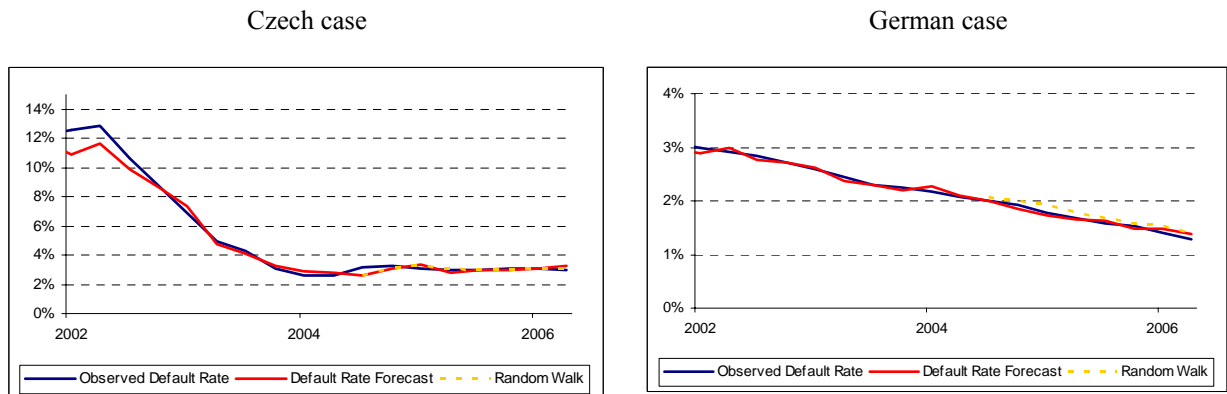 Czech case
14%
12%
10%
8%
6%
4%
2%
0%
2002 2004 2006
Observed Default Rate Default Rate Forecast Random Walk
German case
4%
3%
2%
1%
0%
2002 2004 2006
Observed Default Rate Default Rate Forecast Random Walk